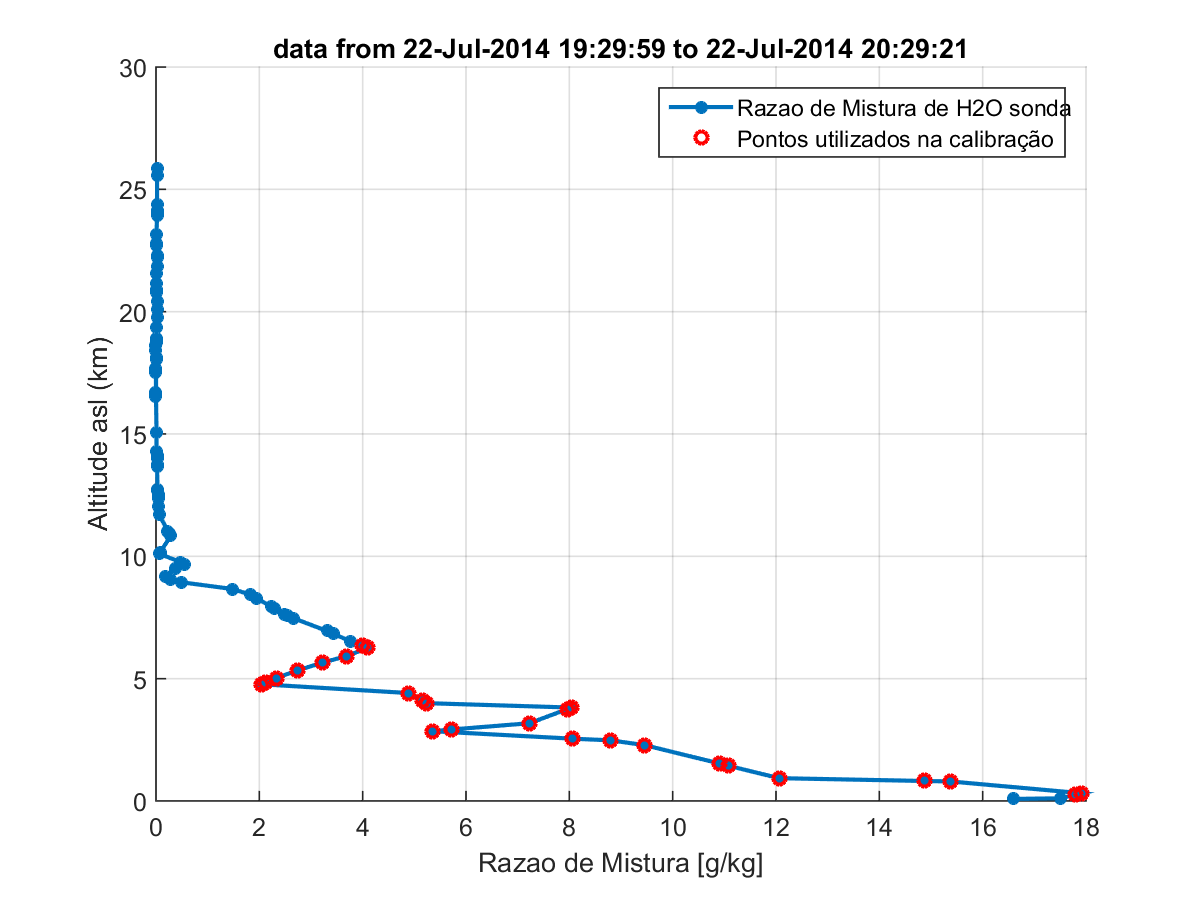 data from 22-Jul-2014 19:29:59 to 22-Jul-2014 20:29:21
Razao de Mistura de H2O sonda
Pontos utilizados na calibração
30
25
20
15
10
5
0
Altitude asl (km)
0 2 4 6 8 10 12 14 16 18
Razao de Mistura [g/kg]